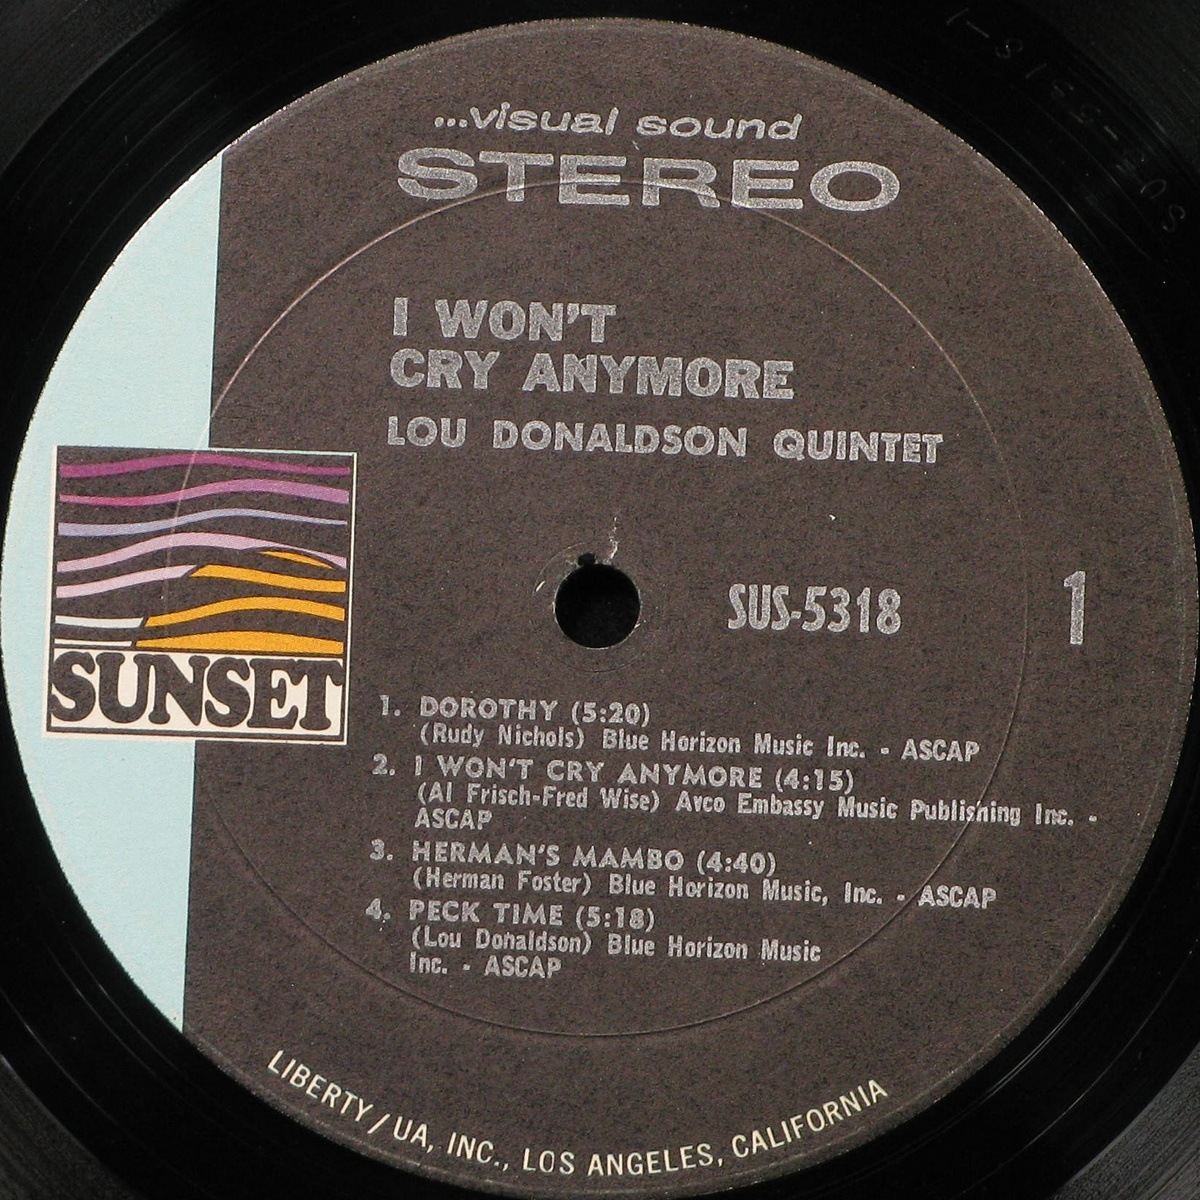 ...visual sound
STEREO
I WON'T
CRY ANYMORE
LOU DONALDSON QUINTET
SUS-5318
1
SUNSET
1. DOROTHY (5:20)
(Rudy Nichols) Blue Horizon Music Inc. - ASCAP
2. I WON'T CRY ANYMORE (4:15)
(Al Frisch-Fred Wise) Avco Embassy Music Publishing Inc. -
ASCAP
3. HERMAN'S MAMBO (4:40)
(Herman Foster) Blue Horizon Music, Inc. - ASCAP
4. PECK TIME (5:18)
(Lou Donaldson) Blue Horizon Music
Inc. - ASCAP
LIBERTY/UA, INC., LOS ANGELES, CALIFORNIA